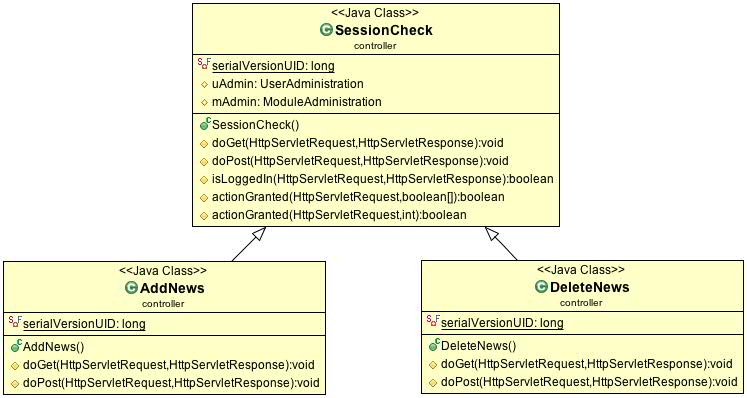 <<Java Class>>
SessionCheck
controller
serialVersionUID: long
uAdmin: UserAdministration
mAdmin: ModuleAdministration
SessionCheck()
doGet(HttpServletRequest,HttpServletResponse):void
doPost(HttpServletRequest,HttpServletResponse):void
isLoggedIn(HttpServletRequest,HttpServletResponse):boolean
actionGranted(HttpServletRequest,boolean[]):boolean
actionGranted(HttpServletRequest,int):boolean
<<Java Class>>
AddNews
controller
serialVersionUID: long
AddNews()
doGet(HttpServletRequest,HttpServletResponse):void
doPost(HttpServletRequest,HttpServletResponse):void
<<Java Class>>
DeleteNews
controller
serialVersionUID: long
DeleteNews()
doGet(HttpServletRequest,HttpServletResponse):void
doPost(HttpServletRequest,HttpServletResponse):void